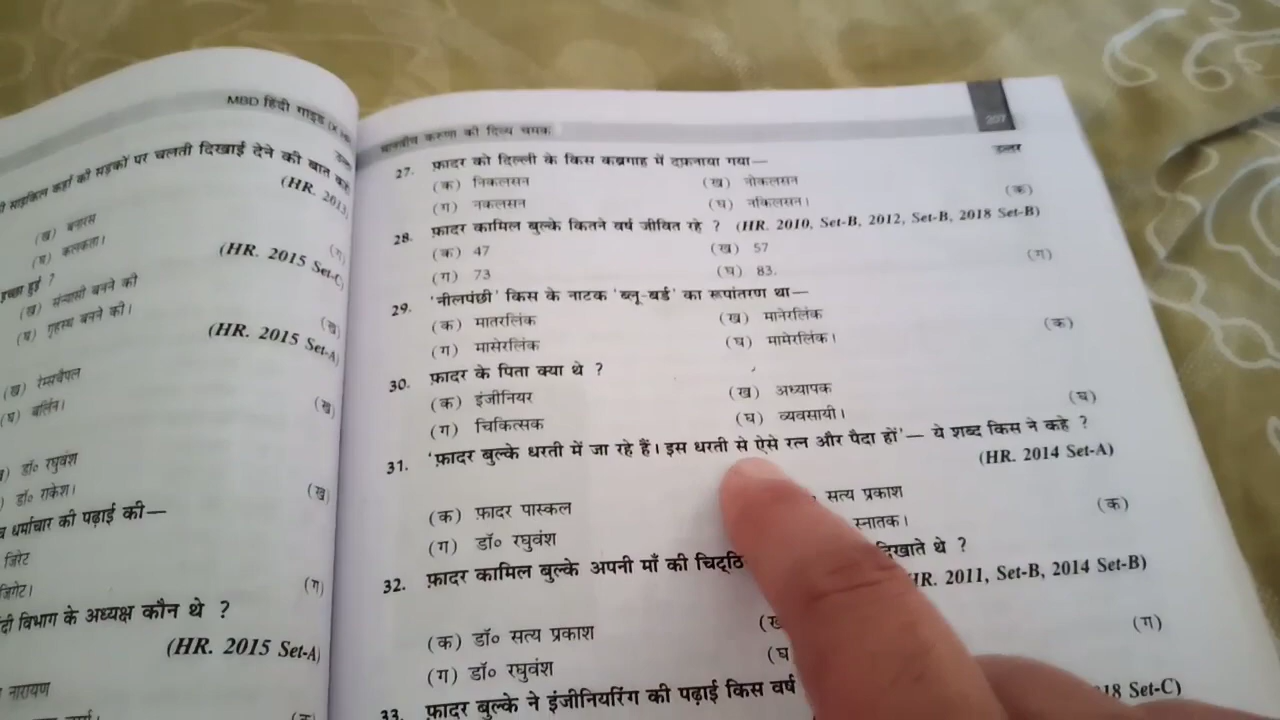 MBD हिंदी गाइड
सड़कों पर चलती दिखाई देने की बात
(HR. 2013,
(ख) बनारस
(घ) कलकता।
(ग)
(HR. 2015 Set-C)
इच्छा हुई ?
(ख) संन्यासी बनने की
(घ) गृहस्थ बनने की।
(ख)
(HR. 2015 Set-A)
(ख) रेम्सचैपल
(घ) बर्लिन।
(ख)
डॉ० रघुवंश
डॉ० राकेश।
(ख)
धर्माचार की पढ़ाई की—
जिरेट
जिगेट।
(ग)
विभाग के अध्यक्ष कौन थे ?
(HR. 2015 Set-A)
नारायण
मानवीय करुणा की दिव्य चमक
207
उत्तर
27. फ़ादर को दिल्ली के किस कब्रगाह में दफ़नाया गया—
(क) निकलसन (ख) नोकलसन
(ग) नकलसन (घ) नकिलसन। (क)
28. फ़ादर कामिल बुल्के कितने वर्ष जीवित रहे ? (HR. 2010, Set-B, 2012, Set-B, 2018 Set-B)
(क) 47 (ख) 57
(ग) 73 (घ) 83. (ग)
29. 'नीलपंछी' किस के नाटक 'ब्लू-बर्ड' का रूपांतरण था—
(क) मातरलिंक (ख) मानेरलिंक
(ग) मासेरलिंक (घ) मामेरलिंक। (क)
30. फ़ादर के पिता क्या थे ?
(क) इंजीनियर (ख) अध्यापक
(ग) चिकित्सक (घ) व्यवसायी। (घ)
31. 'फ़ादर बुल्के धरती में जा रहे हैं। इस धरती से ऐसे रत्न और पैदा हों'— ये शब्द किस ने कहे ?
(HR. 2014 Set-A)
(क) फ़ादर पास्कल सत्य प्रकाश
(ग) डॉ० रघुवंश स्नातक। (क)
32. फ़ादर कामिल बुल्के अपनी माँ की दिखाते थे ?
HR. 2011, Set-B, 2014 Set-B)
(क) डॉ० सत्य प्रकाश
(ग) डॉ० रघुवंश (घ (ग)
33. फ़ादर बुल्के ने इंजीनियरिंग की पढ़ाई किस वर्ष
18 Set-C)